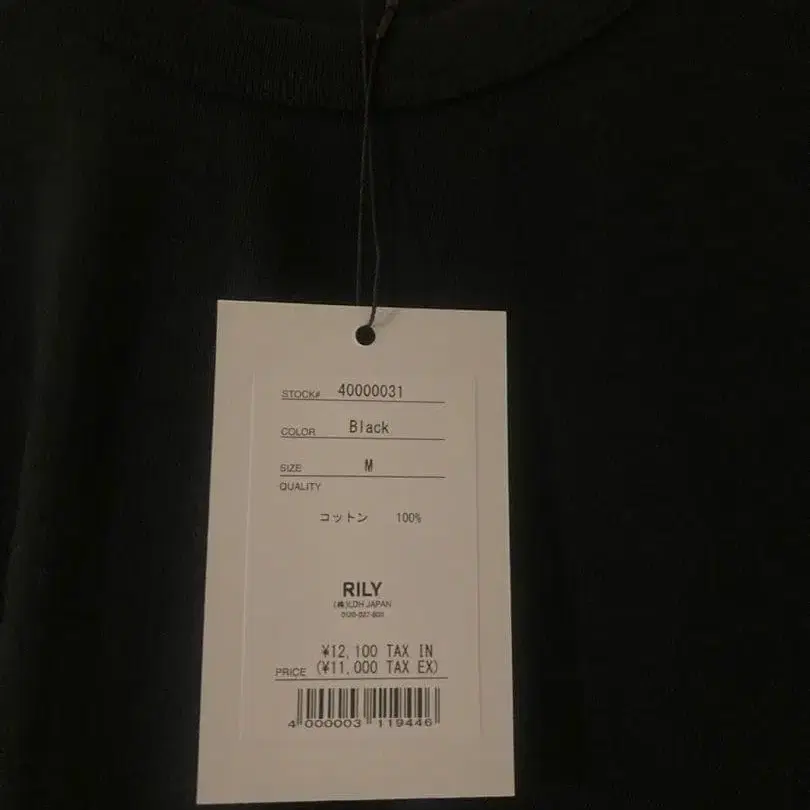 STOCK# 40000031
COLOR Black
SIZE M
QUALITY
コットン 100%
RILY
(株)LDH JAPAN
¥12,100 TAX IN
PRICE (¥11,000 TAX EX)
4 000003 119446